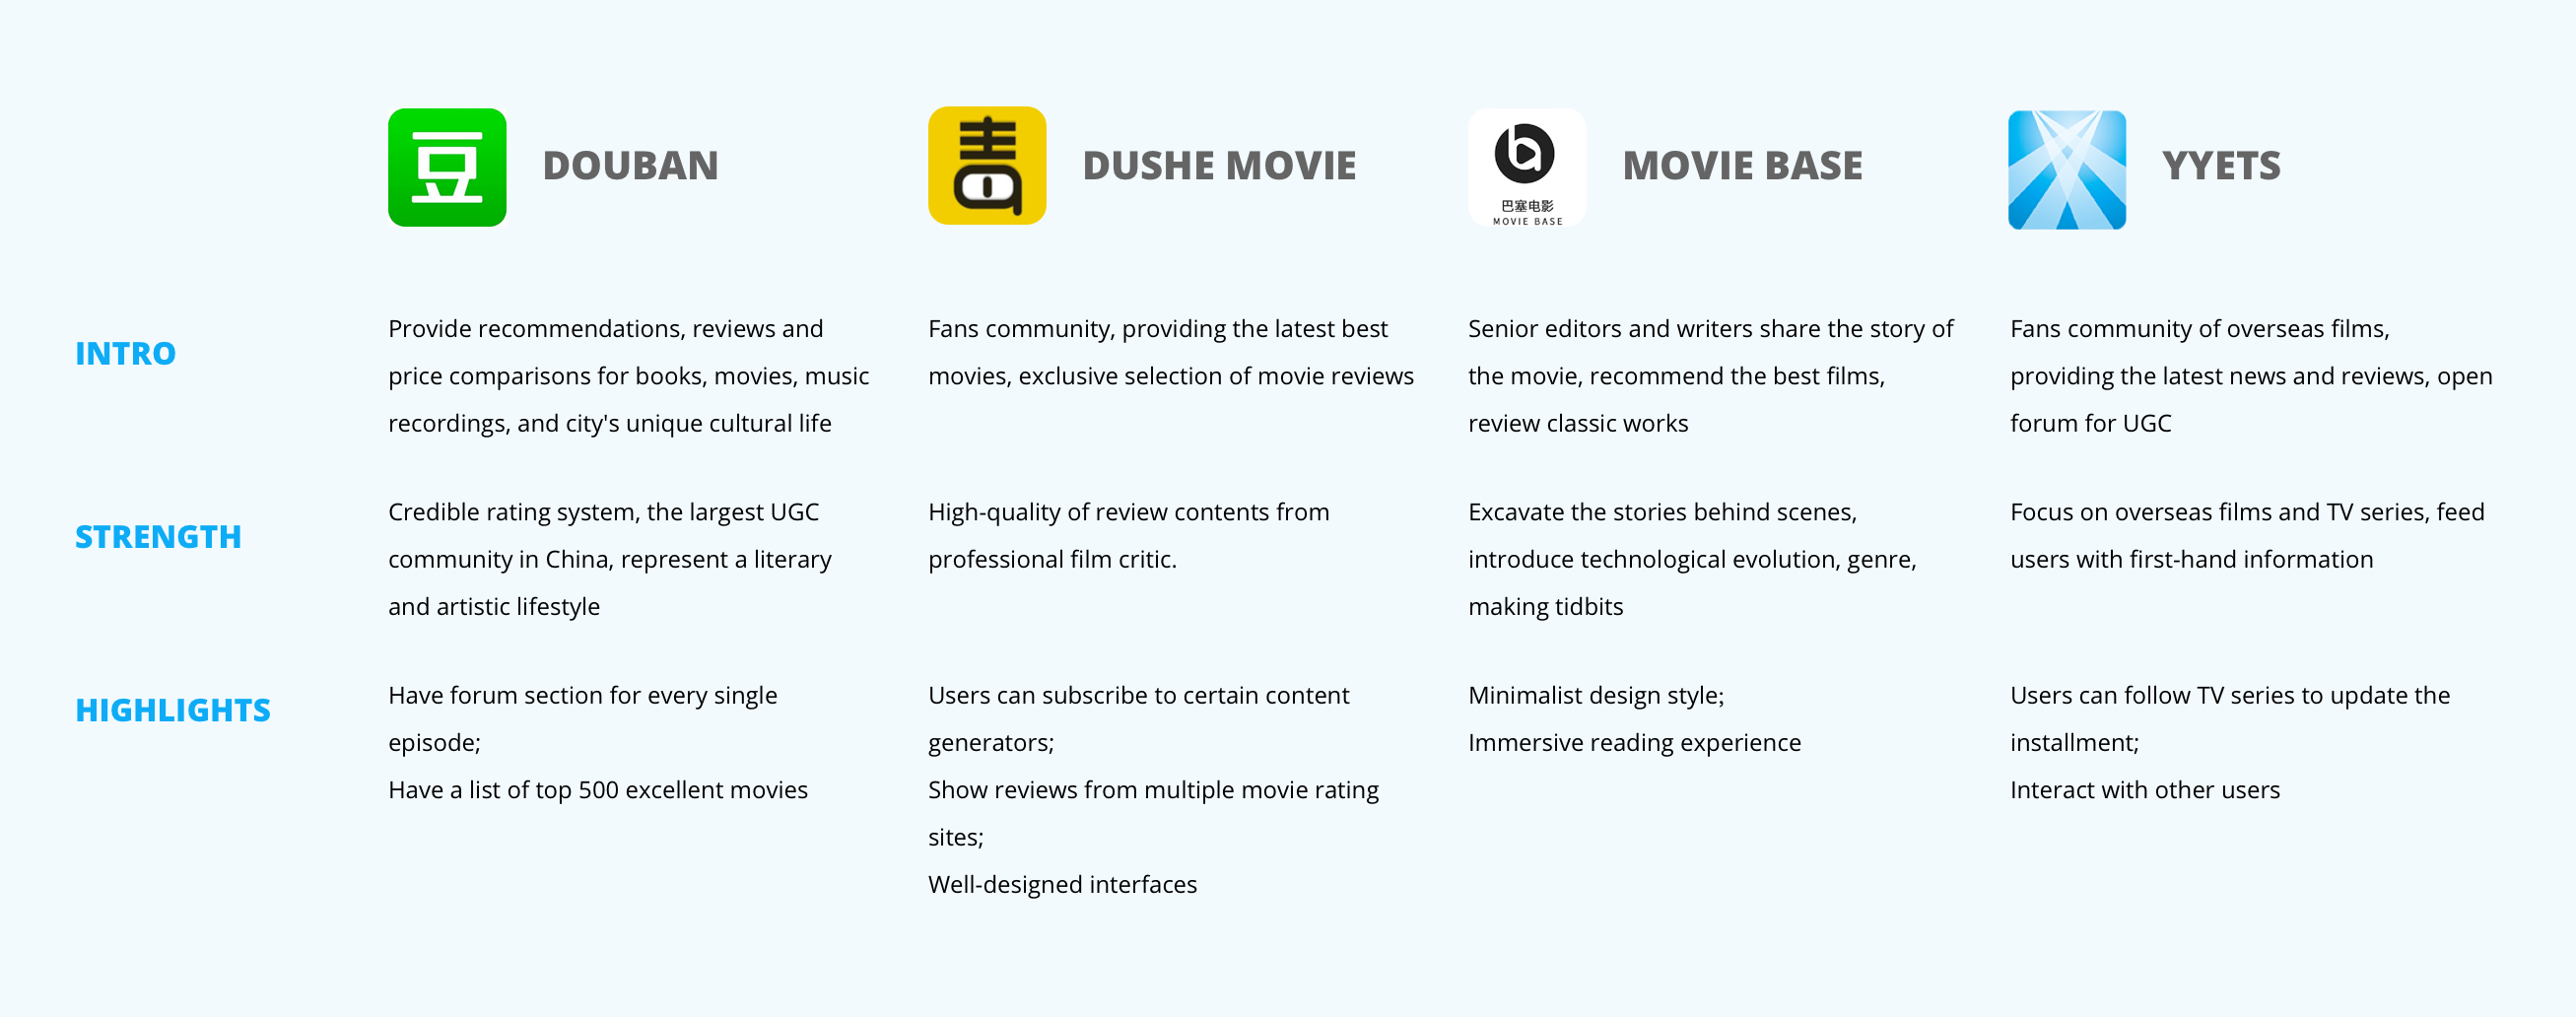 豆
DOUBAN
DUSHE MOVIE
巴塞电影
MOVIE BASE
MOVIE BASE
YYETS
INTRO
Provide recommendations, reviews and
price comparisons for books, movies, music
recordings, and city's unique cultural life
Fans community, providing the latest best
movies, exclusive selection of movie reviews
Senior editors and writers share the story of
the movie, recommend the best films,
review classic works
Fans community of overseas films,
providing the latest news and reviews, open
forum for UGC
STRENGTH
Credible rating system, the largest UGC
community in China, represent a literary
and artistic lifestyle
High-quality of review contents from
professional film critic.
Excavate the stories behind scenes,
introduce technological evolution, genre,
making tidbits
Focus on overseas films and TV series, feed
users with first-hand information
HIGHLIGHTS
Have forum section for every single
episode;
Have a list of top 500 excellent movies
Users can subscribe to certain content
generators;
Show reviews from multiple movie rating
sites;
Well-designed interfaces
Minimalist design style;
Immersive reading experience
Users can follow TV series to update the
installment;
Interact with other users